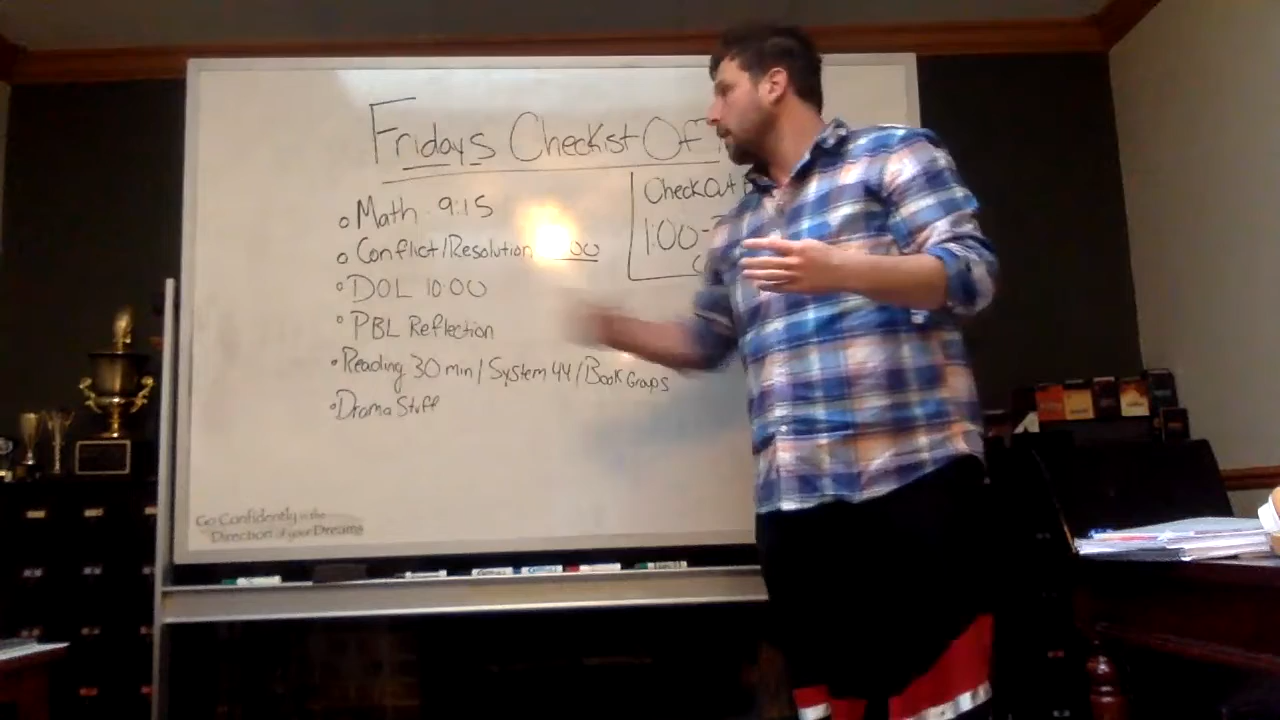 Fridays Checkist Of
Math 9:15
Conflict/Resolution
DOL 10:00
PBL Reflection
Reading 30 min/System 44/Book Groups
Drama Stuff
CheckOut
1:00-
Go Confidently in the
Direction of your Dreams